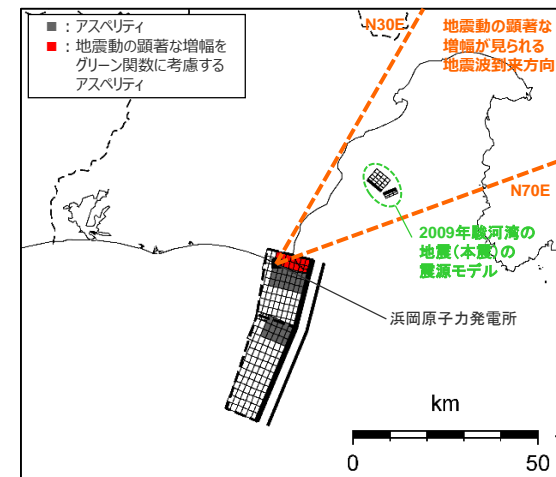 ■ : アスペリティ
■ : 地震動の顕著な増幅を
グリーン関数に考慮する
アスペリティ
N30E
地震動の顕著な
増幅が見られる
地震波到来方向
N70E
2009年駿河湾の
地震(本震)の
震源モデル
浜岡原子力発電所
km
0 50